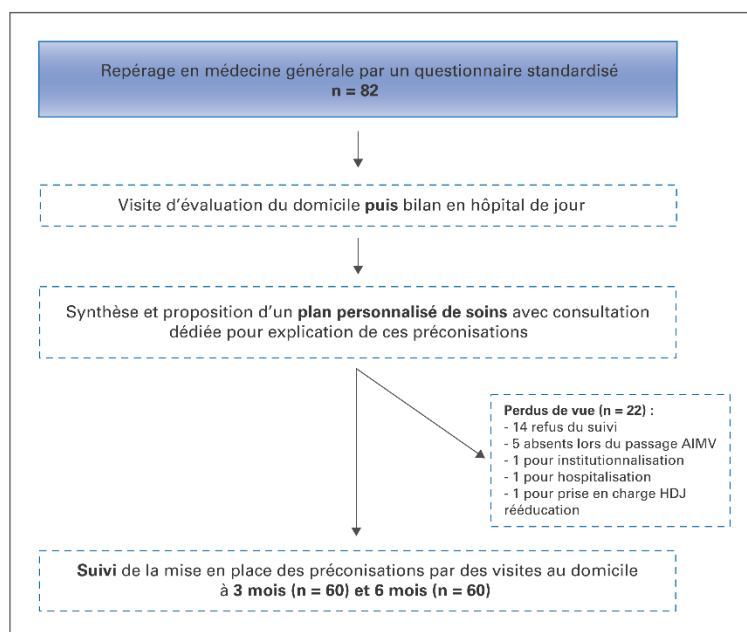 Repérage en médecine générale par un questionnaire standardisé
n = 82
Visite d'évaluation du domicile puis bilan en hôpital de jour
Synthèse et proposition d'un plan personnalisé de soins avec consultation
dédiée pour explication de ces préconisations
Perdus de vue (n = 22) :
- 14 refus du suivi
- 5 absents lors du passage AIMV
- 1 pour institutionnalisation
- 1 pour hospitalisation
- 1 pour prise en charge HDJ
rééducation
Suivi de la mise en place des préconisations par des visites au domicile
à 3 mois (n = 60) et 6 mois (n = 60)